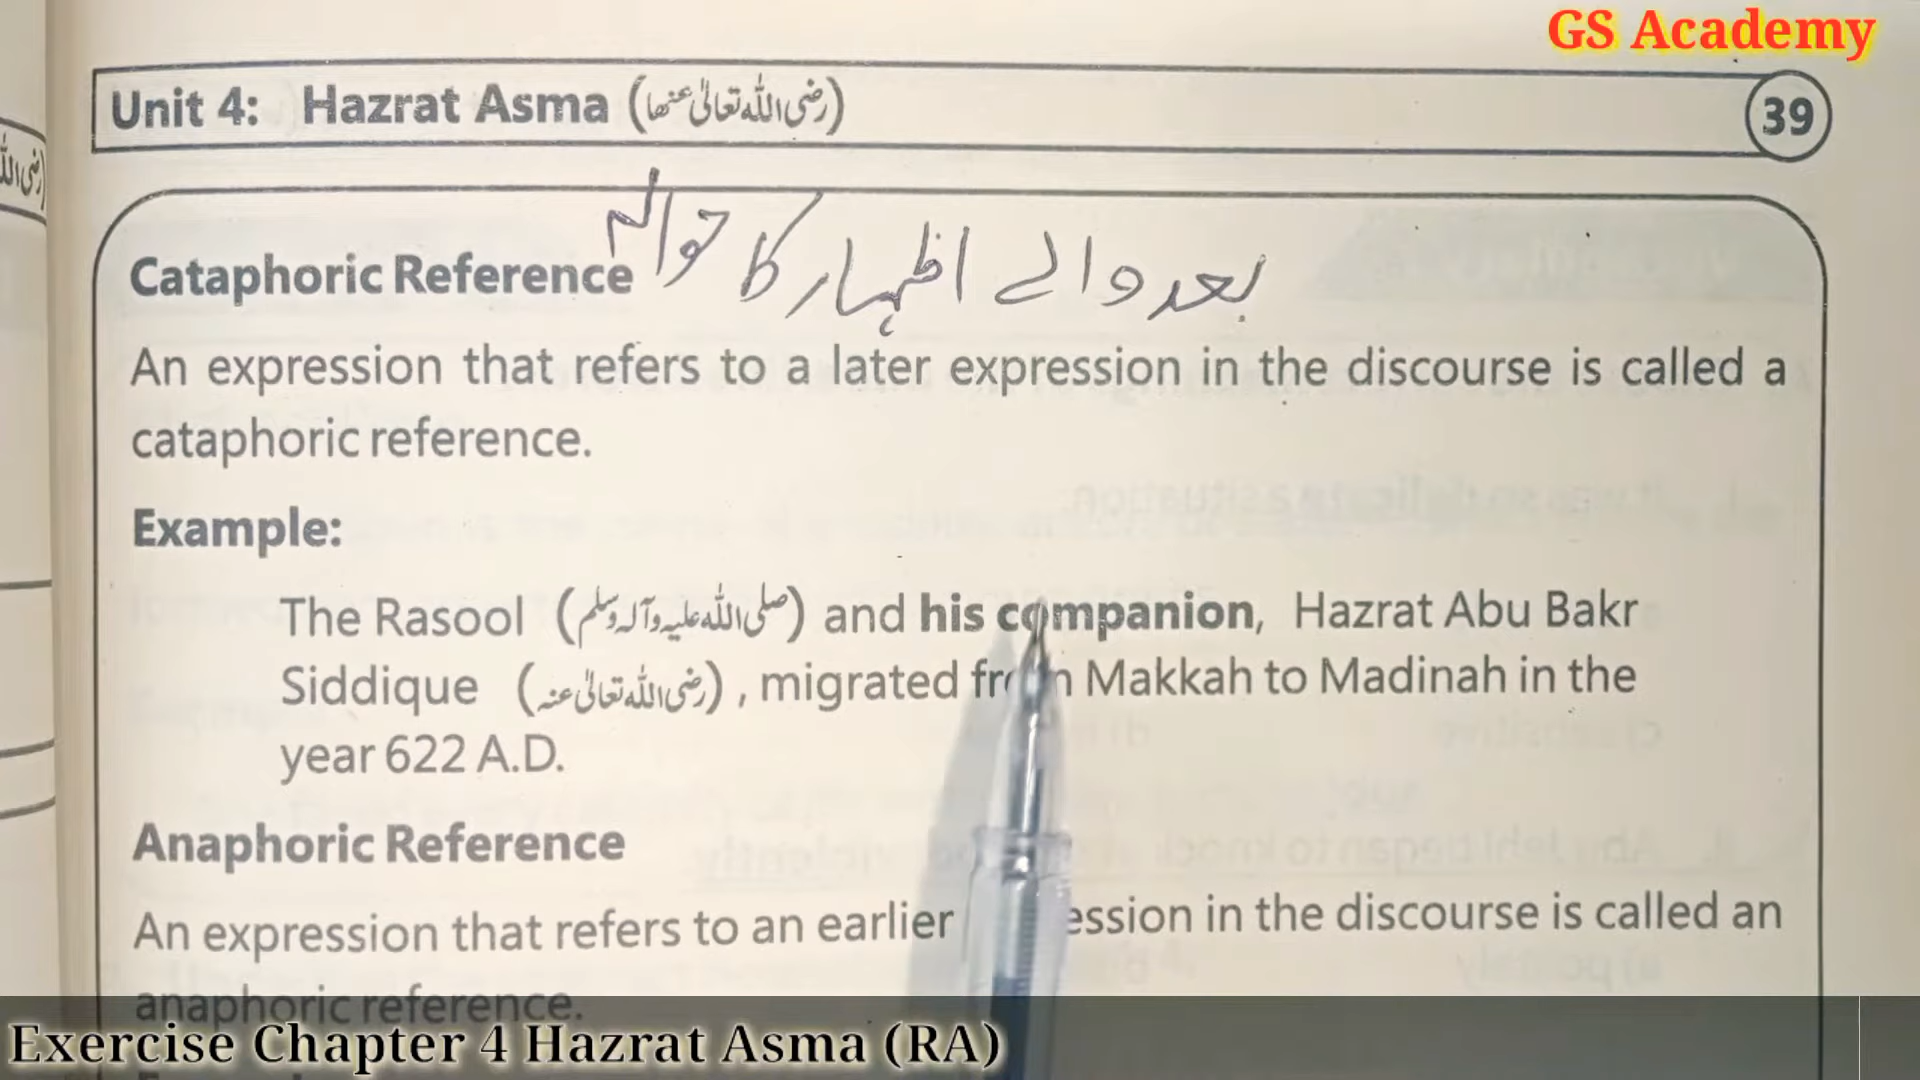 GS Academy
Unit 4: Hazrat Asma (رضی اللہ تعالیٰ عنہا)
39
بعد والے اظہار کا حوالہ
Cataphoric Reference
An expression that refers to a later expression in the discourse is called a
cataphoric reference.
Example:
The Rasool (صلی اللہ علیہ وآلہ وسلم) and his companion, Hazrat Abu Bakr
Siddique (رضی اللہ تعالیٰ عنہ), migrated from Makkah to Madinah in the
year 622 A.D.
Anaphoric Reference
An expression that refers to an earlier ession in the discourse is called an
anaphoric reference.
Exercise Chapter 4 Hazrat Asma (RA)